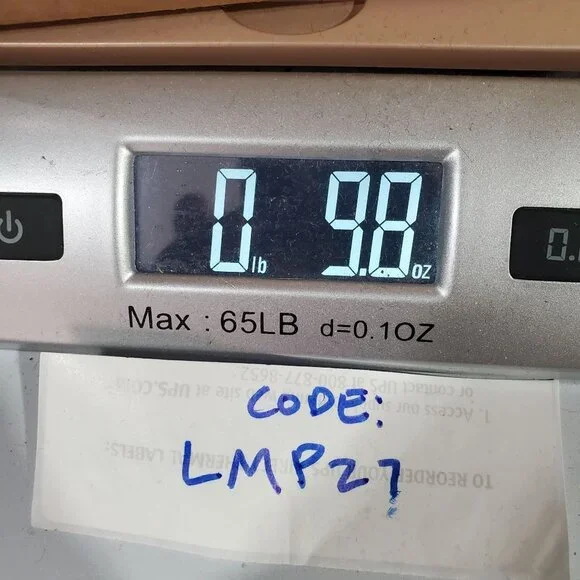 0 lb 9.8 oz
Max : 65LB d=0.1OZ
CODE:
LMP27